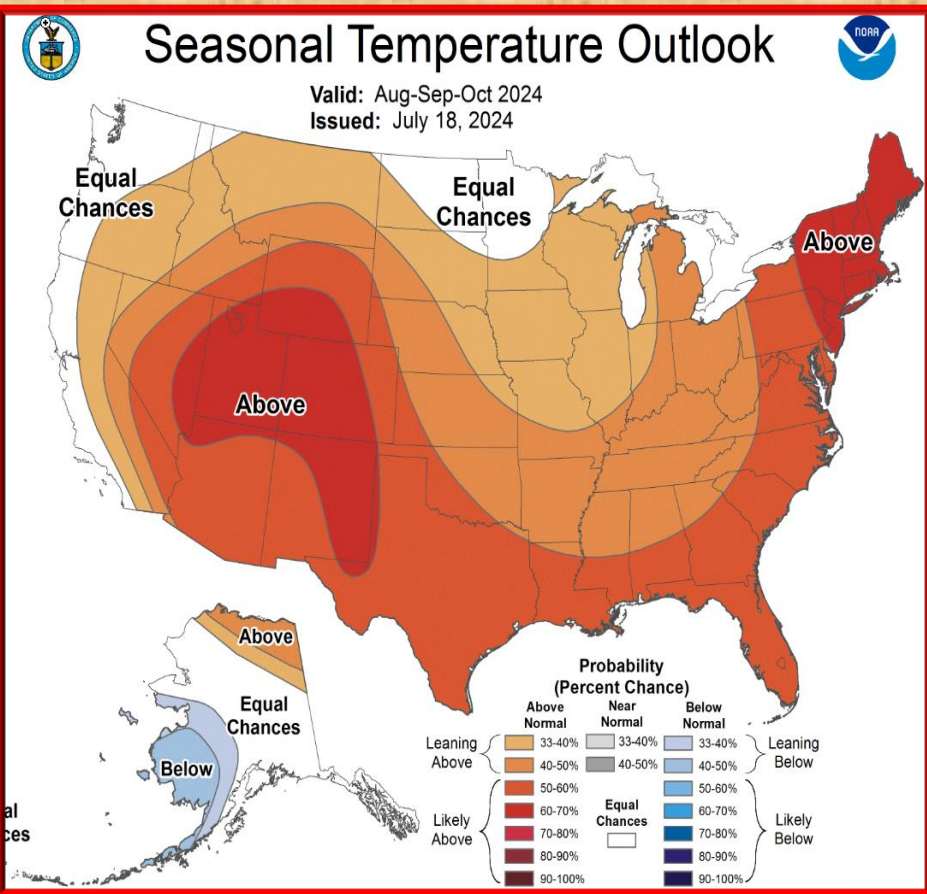 Seasonal Temperature Outlook
NOAA
Valid: Aug-Sep-Oct 2024
Issued: July 18, 2024
Equal
Chances
Equal
Chances
Above
Above
Above
Equal
Chances
Below
al
ces
Probability
(Percent Chance)
Above
Normal
Near
Normal
Below
Normal
Leaning
Above
33-40%
33-40%
33-40%
Leaning
Below
40-50%
40-50%
40-50%
Likely
Above
50-60%
60-70%
70-80%
80-90%
90-100%
Equal
Chances
50-60%
60-70%
70-80%
80-90%
90-100%
Likely
Below